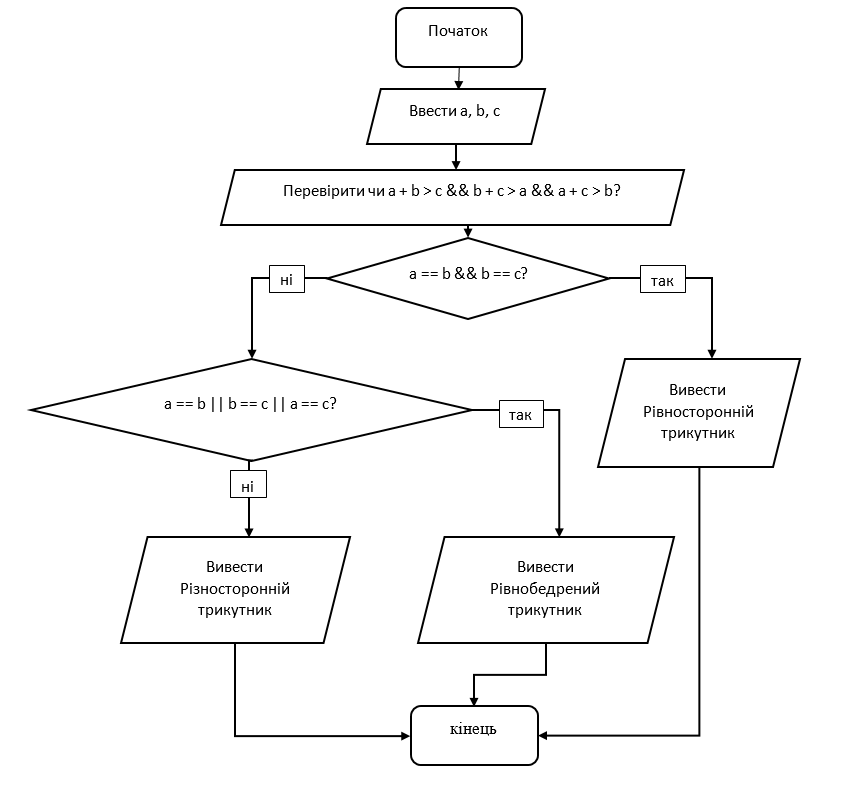 Початок
Ввести a, b, c
Перевірити чи a + b > c && b + c > a && a + c > b?
a == b && b == c?
ні
так
a == b || b == c || a == c?
так
ні
Вивести
Рівносторонній
трикутник
Вивести
Різносторонній
трикутник
Вивести
Рівнобедрений
трикутник
кінець